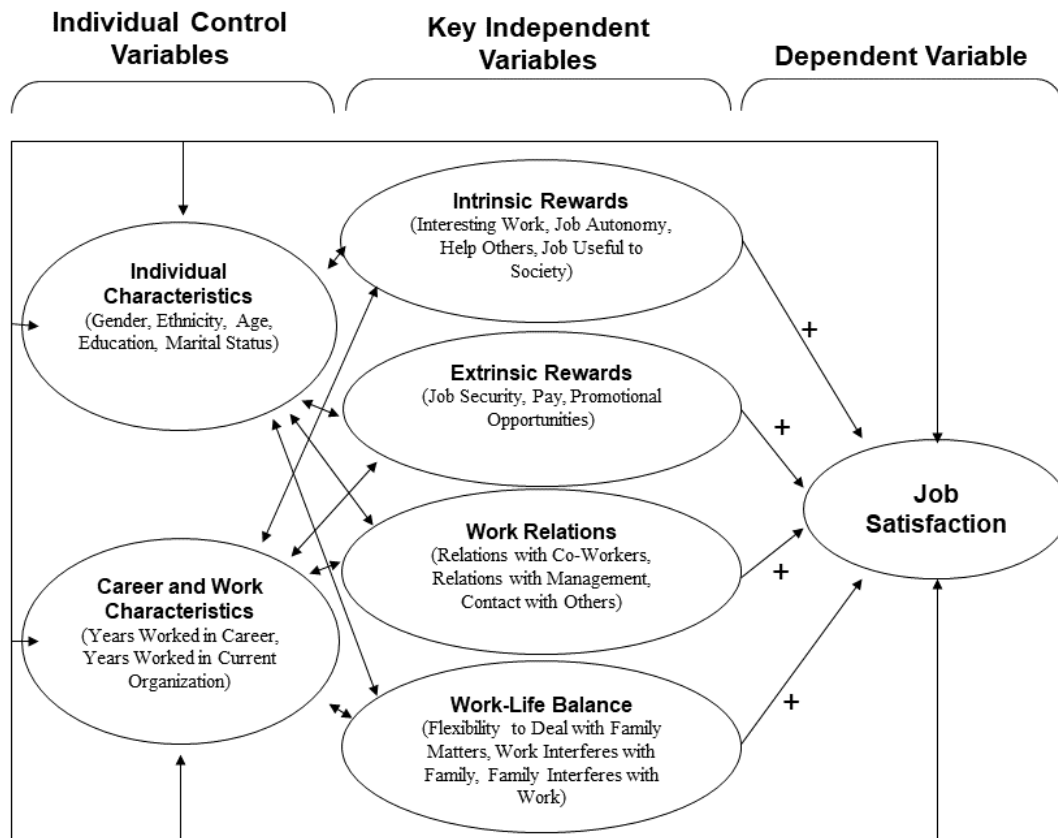 Individual Control
Variables
Key Independent
Variables
Dependent Variable
Individual
Characteristics
(Gender, Ethnicity, Age,
Education, Marital Status)
Career and Work
Characteristics
(Years Worked in Career,
Years Worked in Current
Organization)
Intrinsic Rewards
(Interesting Work, Job Autonomy,
Help Others, Job Useful to
Society)
Extrinsic Rewards
(Job Security, Pay, Promotional
Opportunities)
Work Relations
(Relations with Co-Workers,
Relations with Management,
Contact with Others)
Work-Life Balance
(Flexibility to Deal with Family
Matters, Work Interferes with
Family, Family Interferes with
Work)
+
+
+
+
Job
Satisfaction